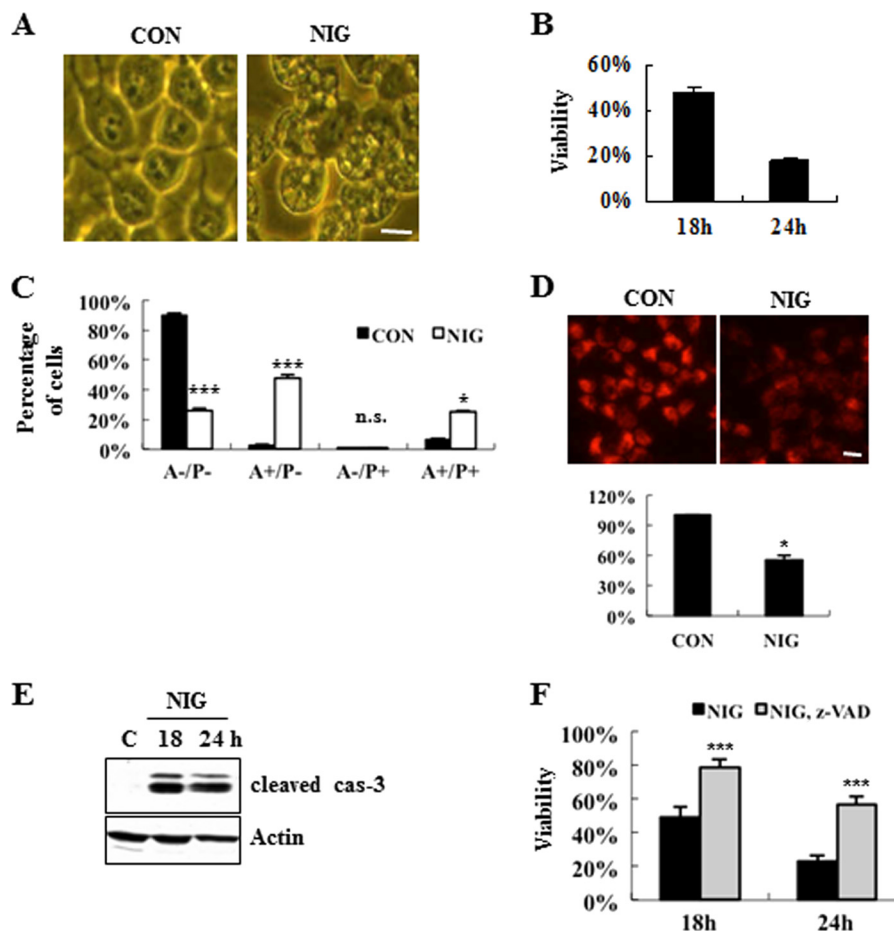 A
CON NIG
B
Viability
60%
40%
20%
0%
18h 24h
C
Percentage
of cells
100%
80%
60%
40%
20%
0%
CON NIG
***
***
n.s.
*
A-/P- A+/P- A-/P+ A+/P+
D
CON NIG
120%
90%
60%
30%
0%
*
CON NIG
E
NIG
C 18 24 h
cleaved cas-3
Actin
F
NIG NIG, z-VAD
Viability
100%
80%
60%
40%
20%
0%
***
***
18h 24h